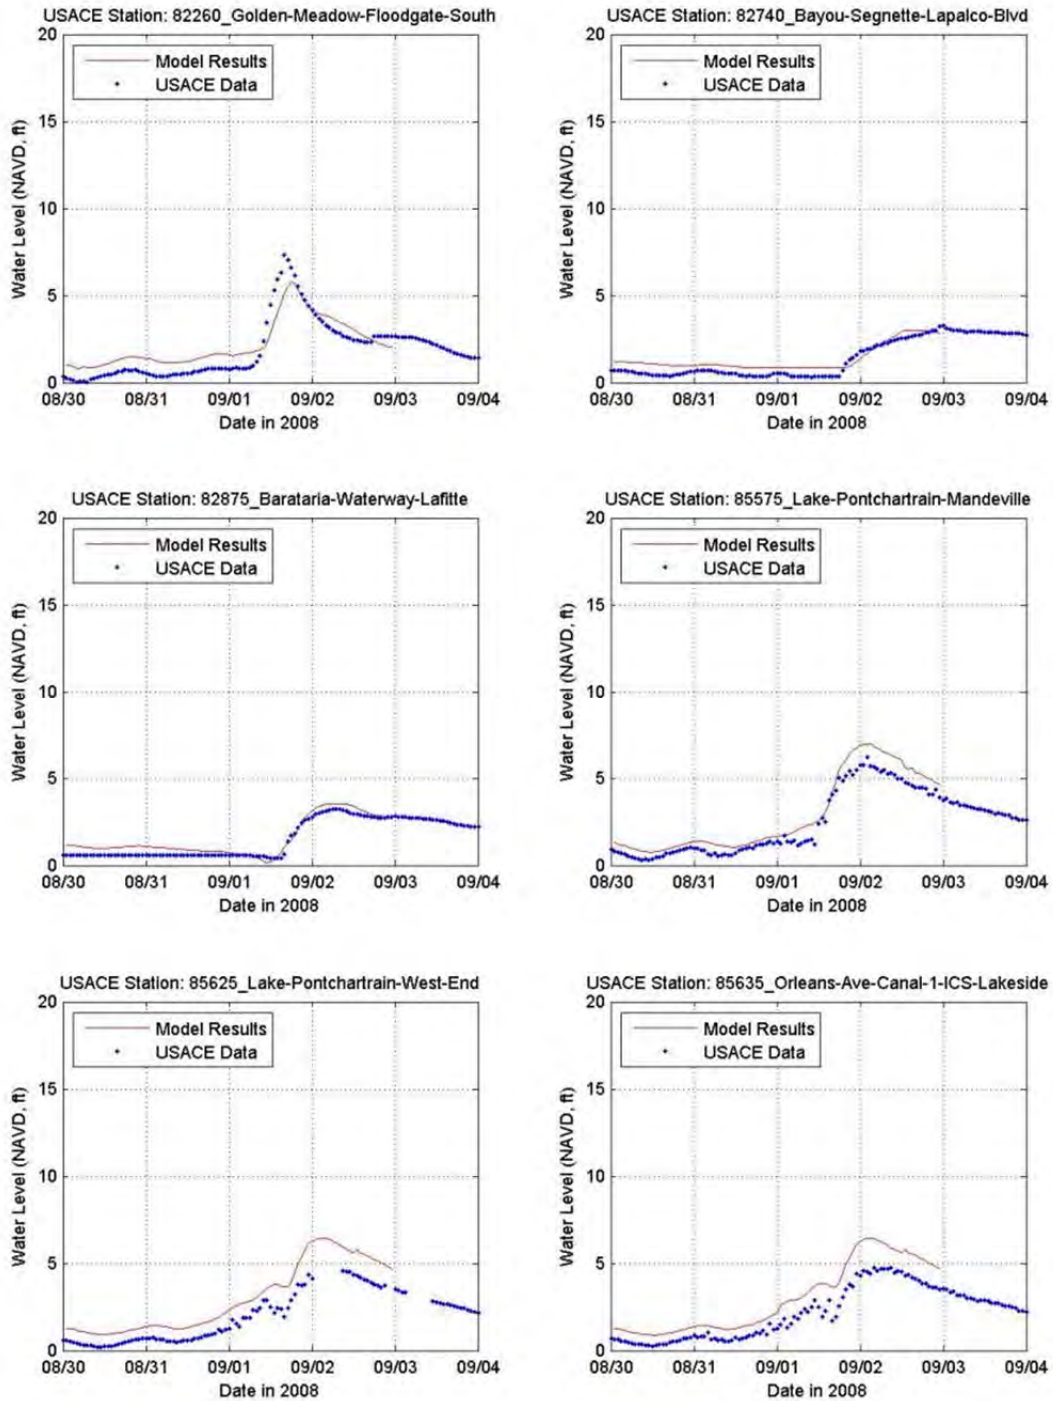 USACE Station: 82260_Golden-Meadow-Floodgate-South
20
15
10
5
0
Water Level (NAVD, ft)
Model Results
USACE Data
08/30 08/31 09/01 09/02 09/03 09/04
Date in 2008
USACE Station: 82740_Bayou-Segnette-Lapalco-Blvd
20
15
10
5
0
Water Level (NAVD, ft)
Model Results
USACE Data
08/30 08/31 09/01 09/02 09/03 09/04
Date in 2008
USACE Station: 82875_Barataria-Waterway-Lafitte
20
15
10
5
0
Water Level (NAVD, ft)
Model Results
USACE Data
08/30 08/31 09/01 09/02 09/03 09/04
Date in 2008
USACE Station: 85575_Lake-Pontchartrain-Mandeville
20
15
10
5
0
Water Level (NAVD, ft)
Model Results
USACE Data
08/30 08/31 09/01 09/02 09/03 09/04
Date in 2008
USACE Station: 85625_Lake-Pontchartrain-West-End
20
15
10
5
0
Water Level (NAVD, ft)
Model Results
USACE Data
08/30 08/31 09/01 09/02 09/03 09/04
Date in 2008
USACE Station: 85635_Orleans-Ave-Canal-1-ICS-Lakeside
20
15
10
5
0
Water Level (NAVD, ft)
Model Results
USACE Data
08/30 08/31 09/01 09/02 09/03 09/04
Date in 2008